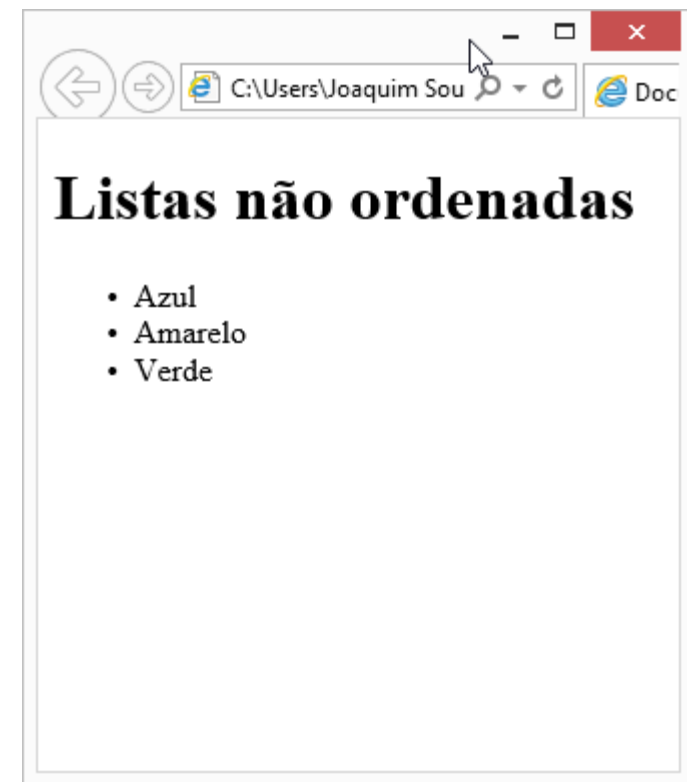 C:\Users\Joaquim Sou
Doc
Listas não ordenadas
• Azul
• Amarelo
• Verde